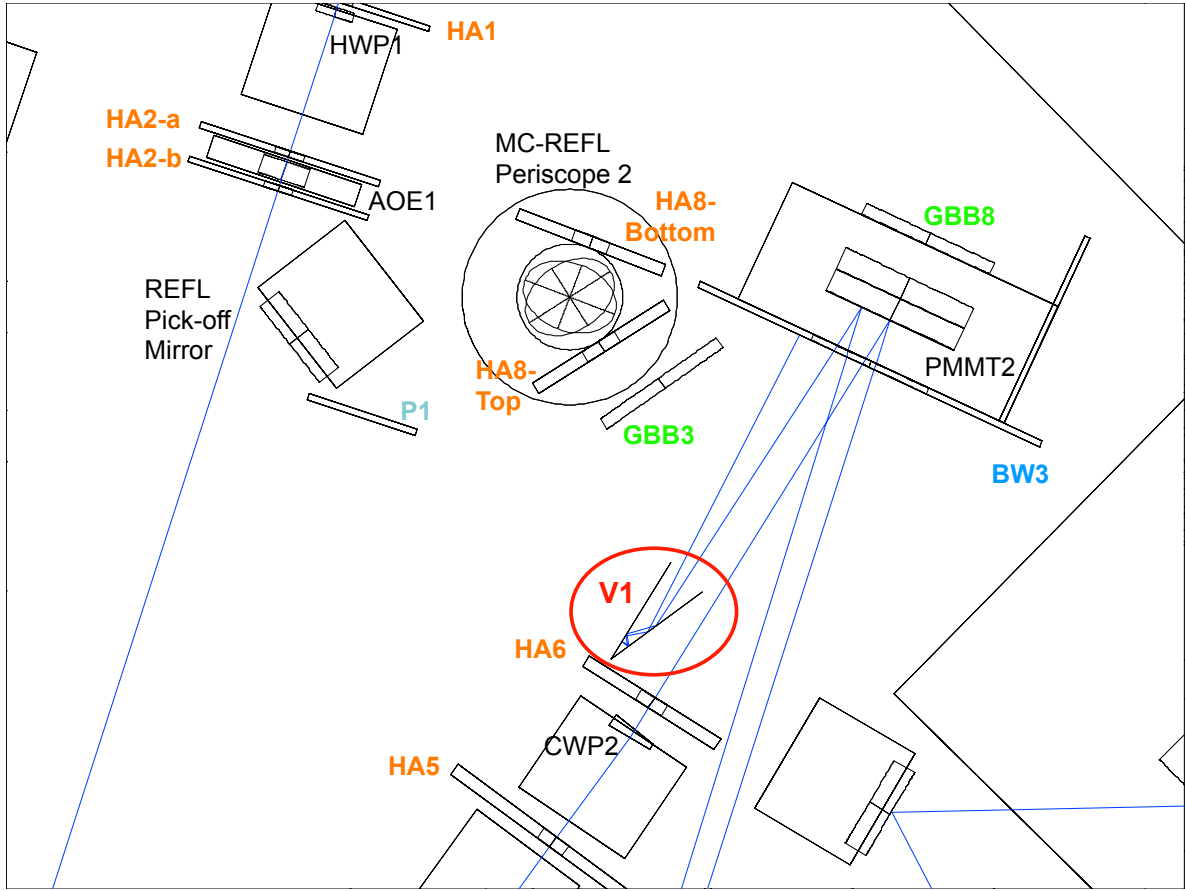 HA1
HWP1
HA2-a
HA2-b
AOE1
MC-REFL
Periscope 2
HA8-
Bottom
GBB8
REFL
Pick-off
Mirror
PMMT2
HA8-
Top
P1
GBB3
BW3
V1
HA6
CWP2
HA5